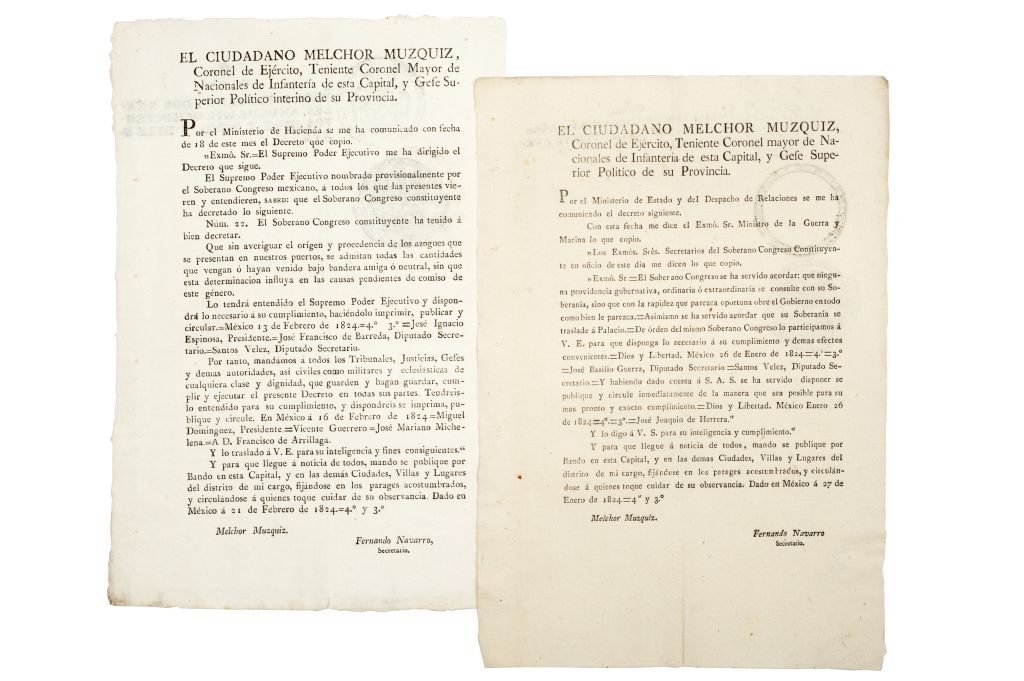 EL CIUDADANO MELCHOR MUZQUIZ,
Coronel de Ejército, Teniente Coronel Mayor de
Nacionales de Infantería de esta Capital, y Gefe Su-
perior Político interino de su Provincia.
Por el Ministerio de Hacienda se me ha comunicado con fecha
de 18 de este mes el Decreto que copio.
„Exmô. Sr.=El Supremo Poder Ejecutivo me ha dirigido el
Decreto que sigue.
El Supremo Poder Ejecutivo nombrado provisionalmente por
el Soberano Congreso mexicano, á todos los que las presentes vie-
ren y entendieren, SABED: que el Soberano Congreso constituyente
ha decretado lo siguiente.
Núm. 22. El Soberano Congreso constituyente ha tenido á
bien decretar.
Que sin averiguar el orígen y procedencia de los azogues que
se presentan en nuestros puertos, se admitan todas las cantidades
que vengan ó hayan venido bajo bandera amiga ó neutral, sin que
esta determinacion influya en las causas pendientes de comiso de
este género.
Lo tendrá entendido el Supremo Poder Ejecutivo y dispon-
drá lo necesario á su cumplimiento, haciéndolo imprimir, publicar y
circular.=México 13 de Febrero de 1824.=4.º 3.º =José Ignacio
Espinosa, Presidente.=José Francisco de Barreda, Diputado Secre-
tario.=Santos Velez, Diputado Secretario.
Por tanto, mandámos á todos los Tribunales, Justicias, Gefes
y demas autoridades, así civiles como militares y eclesiásticas de
cualquiera clase y dignidad, que guarden y hagan guardar, cum-
plir y ejecutar el presente Decreto en todas sus partes. Tendreis-
lo entendido para su cumplimiento, y dispondreis se imprima, pu-
blique y circule. En México á 16 de Febrero de 1824=Miguel
Dominguez, Presidente=Vicente Guerrero=José Mariano Miche-
lena.=A D. Francisco de Arrillaga.
Y lo traslado á V. E. para su inteligencia y fines consiguientes.“
Y para que llegue á noticia de todos, mando se publique por
Bando en esta Capital, y en las demás Ciudades, Villas y Lugares
del distrito de mi cargo, fijándose en los parages acostumbrados,
y circulándose á quienes toque cuidar de su observancia. Dado en
México á 21 de Febrero de 1824.=4.º y 3.º
Melchor Muzquiz.
Fernando Navarro,
Secretario.
EL CIUDADANO MELCHOR MUZQUIZ,
Coronel de Ejército, Teniente Coronel mayor de Na-
cionales de Infantería de esta Capital, y Gefe Supe-
rior Político de su Provincia.
Por el Ministerio de Estado y del Despacho de Relaciones se me ha
comunicado el decreto siguiente.
Con esta fecha me dice el Exmô. Sr. Ministro de la Guerra y
Marina lo que copio.
„Los Exmôs. Srês. Secretarios del Soberano Congreso Constituyen-
te en oficio de este dia me dicen lo que copio.
„Exmô. Sr.=El Soberano Congreso se ha servido acordar: que ningu-
na providencia gubernativa, ordinaria ó extraordinaria se consulte con su So-
beranía, sino que con la rapidez que parezca oportuna obre el Gobierno en todo
como bien le parezca.=Asimismo se ha servido acordar que su Soberanía se
traslade á Palacio.=De órden del mismo Soberano Congreso lo participamos á
V. E. para que disponga lo necesario á su cumplimiento y demas efectos
convenientes.=Dios y Libertad. México 26 de Enero de 1824=4.º=3.º
=José Basilio Guerra, Diputado Secretario=Santos Velez, Diputado Se-
cretario.=Y habiendo dado cuenta á S. A. S. se ha servido disponer se
publique y circule inmediatamente de la manera que sea posible para su
mas pronto y exacto cumplimiento.=Dios y Libertad. México Enero 26
de 1824=4º.=3º.=José Joaquin de Herrera.”
Y lo digo á V. S. para su inteligencia y cumplimiento.“
Y para que llegue á noticia de todos, mando se publique por
Bando en esta Capital, y en las demas Ciudades, Villas y Lugares del
distrito de mi cargo, fijándose en los parages acostumbrados, y circulán-
dose á quienes toque cuidar de su observancia. Dado en México á 27 de
Enero de 1824=4º y 3.º
Melchor Muzquiz.
Fernando Navarro
Secretario.